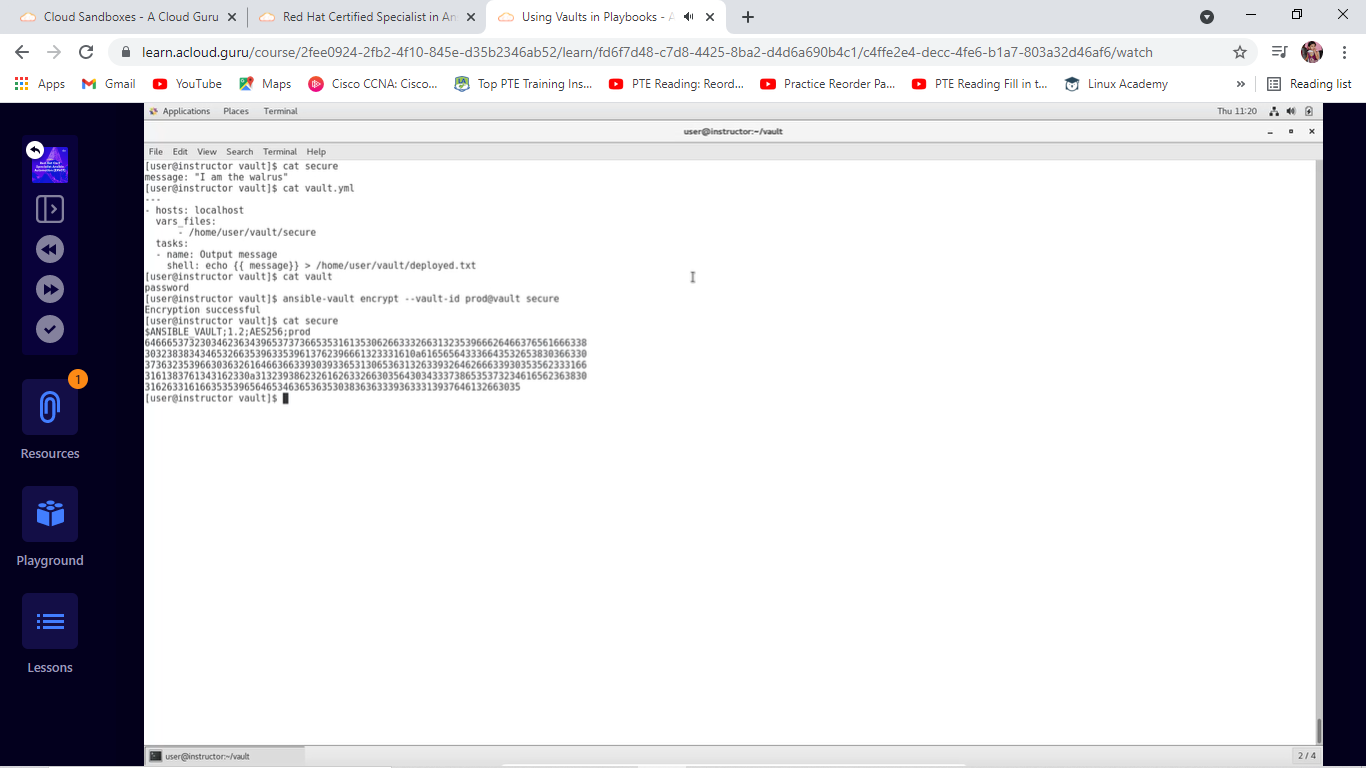 Cloud Sandboxes - A Cloud Guru
Red Hat Certified Specialist in An
Using Vaults in Playbooks - A
learn.acloud.guru/course/2fee0924-2fb2-4f10-845e-d35b2346ab52/learn/fd6f7d48-c7d8-4425-8ba2-d4d6a690b4c1/c4ffe2e4-decc-4fe6-b1a7-803a32d46af6/watch
Apps Gmail YouTube Maps Cisco CCNA: Cisco... Top PTE Training Ins... PTE Reading: Reord... Practice Reorder Pa... PTE Reading Fill in t... Linux Academy » Reading list
Applications Places Terminal Thu 11:20
user@instructor:~/vault
File Edit View Search Terminal Help
[user@instructor vault]$ cat secure
message: "I am the walrus"
[user@instructor vault]$ cat vault.yml
---
- hosts: localhost
vars_files:
- /home/user/vault/secure
tasks:
- name: Output message
shell: echo {{ message}} > /home/user/vault/deployed.txt
[user@instructor vault]$ cat vault
password
[user@instructor vault]$ ansible-vault encrypt --vault-id prod@vault secure
Encryption successful
[user@instructor vault]$ cat secure
$ANSIBLE_VAULT;1.2;AES256;prod
[user@instructor vault]$
1
Resources
Playground
Lessons
user@instructor:~/vault
2 / 4